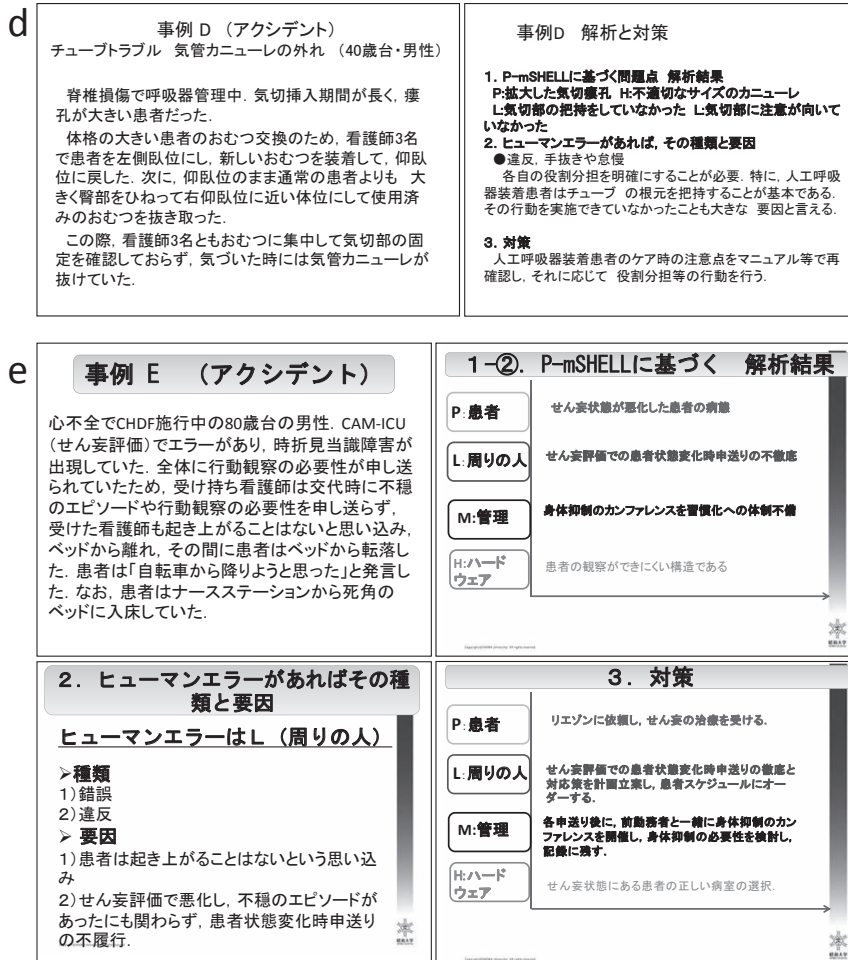 d
事例 D （アクシデント）
チューブトラブル 気管カニューレの外れ （40歳台・男性）
脊椎損傷で呼吸器管理中．気切挿入期間が長く，瘻
孔が大きい患者だった．
体格の大きい患者のおむつ交換のため，看護師3名
で患者を左側臥位にし，新しいおむつを装着して，仰臥
位に戻した．次に，仰臥位のまま通常の患者よりも 大
きく臀部をひねって右仰臥位に近い体位にして使用済
みのおむつを抜き取った．
この際，看護師3名ともおむつに集中して気切部の固
定を確認しておらず，気づいた時には気管カニューレが
抜けていた．
事例D 解析と対策
１．P-mSHELLに基づく問題点 解析結果
P:拡大した気切瘻孔 H:不適切なサイズのカニューレ
L:気切部の把持をしていなかった L:気切部に注意が向いて
いなかった
２．ヒューマンエラーがあれば，その種類と要因
●違反，手抜きや怠慢
各自の役割分担を明確にすることが必要．特に，人工呼吸
器装着患者はチューブ の根元を把持することが基本である．
その行動を実施できていなかったことも大きな 要因と言える．
３．対策
人工呼吸器装着患者のケア時の注意点をマニュアル等で再
確認し，それに応じて 役割分担等の行動を行う．
e
事例 E （アクシデント）
心不全でCHDF施行中の80歳台の男性．CAM-ICU
（せん妄評価）でエラーがあり，時折見当識障害が
出現していた．全体に行動観察の必要性が申し送
られていたため，受け持ち看護師は交代時に不穏
のエピソードや行動観察の必要性を申し送らず，
受けた看護師も起き上がることはないと思い込み，
ベッドから離れ，その間に患者はベッドから転落し
た．患者は「自転車から降りようと思った」と発言し
た．なお，患者はナースステーションから死角の
ベッドに入床していた．
１-②．P-mSHELLに基づく 解析結果
P:患者
せん妄状態が悪化した患者の病態
L:周りの人
せん妄評価での患者状態変化時申送りの不徹底
M:管理
身体抑制のカンファレンスを習慣化への体制不備
H:ハード
ウェア
患者の観察ができにくい構造である
２．ヒューマンエラーがあればその種
類と要因
ヒューマンエラーはＬ（周りの人）
➢種類
１）錯誤
２）違反
➢ 要因
１）患者は起き上がることはないという思い込
み
２）せん妄評価で悪化し，不穏のエピソードが
あったにも関わらず，患者状態変化時申送り
の不履行．
昭和大学
３．対策
P:患者
リエゾンに依頼し，せん妄の治療を受ける．
L:周りの人
せん妄評価での患者状態変化時申送りの徹底と
対応策を計画立案し，患者スケジュールにオー
ダーする．
M:管理
各申送り後に，前勤務者と一緒に身体抑制のカン
ファレンスを開催し，身体抑制の必要性を検討し，
記録に残す．
H:ハード
ウェア
せん妄状態にある患者の正しい病室の選択．